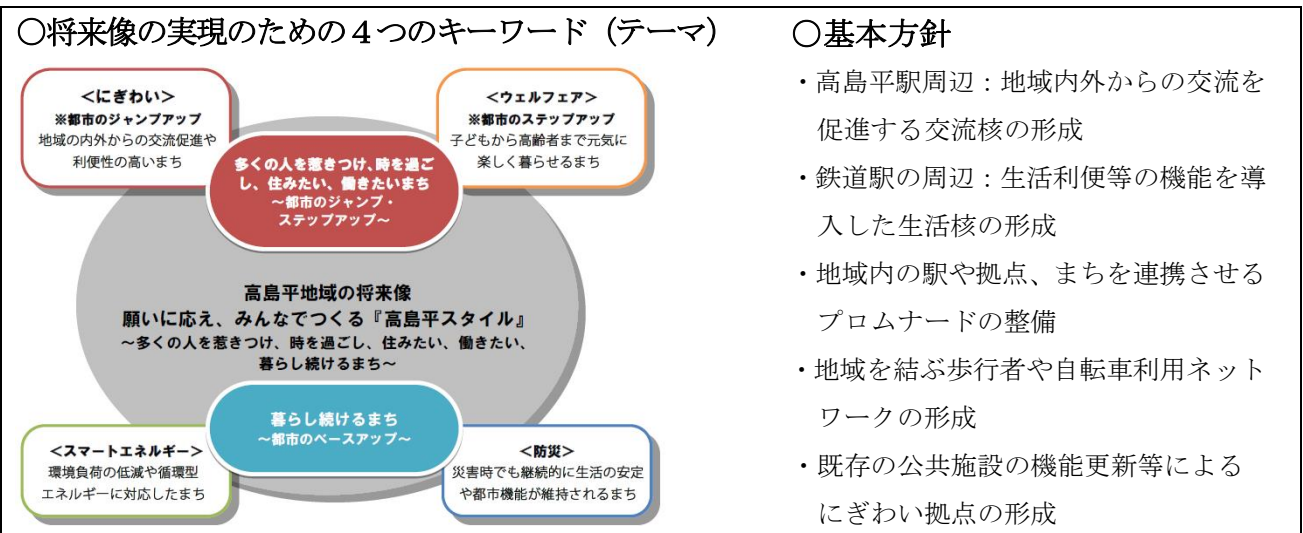 〇将来像の実現のための４つのキーワード（テーマ）
＜にぎわい＞
※都市のジャンプアップ
地域の内外からの交流促進や
利便性の高いまち
＜ウェルフェア＞
※都市のステップアップ
子どもから高齢者まで元気に
楽しく暮らせるまち
多くの人を惹きつけ、時を過ご
し、住みたい、働きたいまち
～都市のジャンプ・
ステップアップ～
高島平地域の将来像
願いに応え、みんなでつくる『高島平スタイル』
～多くの人を惹きつけ、時を過ごし、住みたい、働きたい、
暮らし続けるまち～
暮らし続けるまち
～都市のベースアップ～
＜スマートエネルギー＞
環境負荷の低減や循環型
エネルギーに対応したまち
＜防災＞
災害時でも継続的に生活の安定
や都市機能が維持されるまち
〇基本方針
・高島平駅周辺：地域内外からの交流を
促進する交流核の形成
・鉄道駅の周辺：生活利便等の機能を導
入した生活核の形成
・地域内の駅や拠点、まちを連携させる
プロムナードの整備
・地域を結ぶ歩行者や自転車利用ネット
ワークの形成
・既存の公共施設の機能更新等による
にぎわい拠点の形成